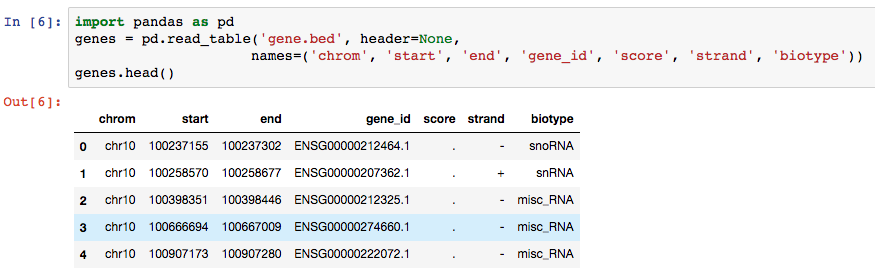 In [6]: import pandas as pd
genes = pd.read_table('gene.bed', header=None,
names=('chrom', 'start', 'end', 'gene_id', 'score', 'strand', 'biotype'))
genes.head()
Out[6]:
chrom start end gene_id score strand biotype
0 chr10 100237155 100237302 ENSG00000212464.1 . - snoRNA
1 chr10 100258570 100258677 ENSG00000207362.1 . + snRNA
2 chr10 100398351 100398446 ENSG00000212325.1 . - misc_RNA
3 chr10 100666694 100667009 ENSG00000274660.1 . - misc_RNA
4 chr10 100907173 100907280 ENSG00000222072.1 . - misc_RNA